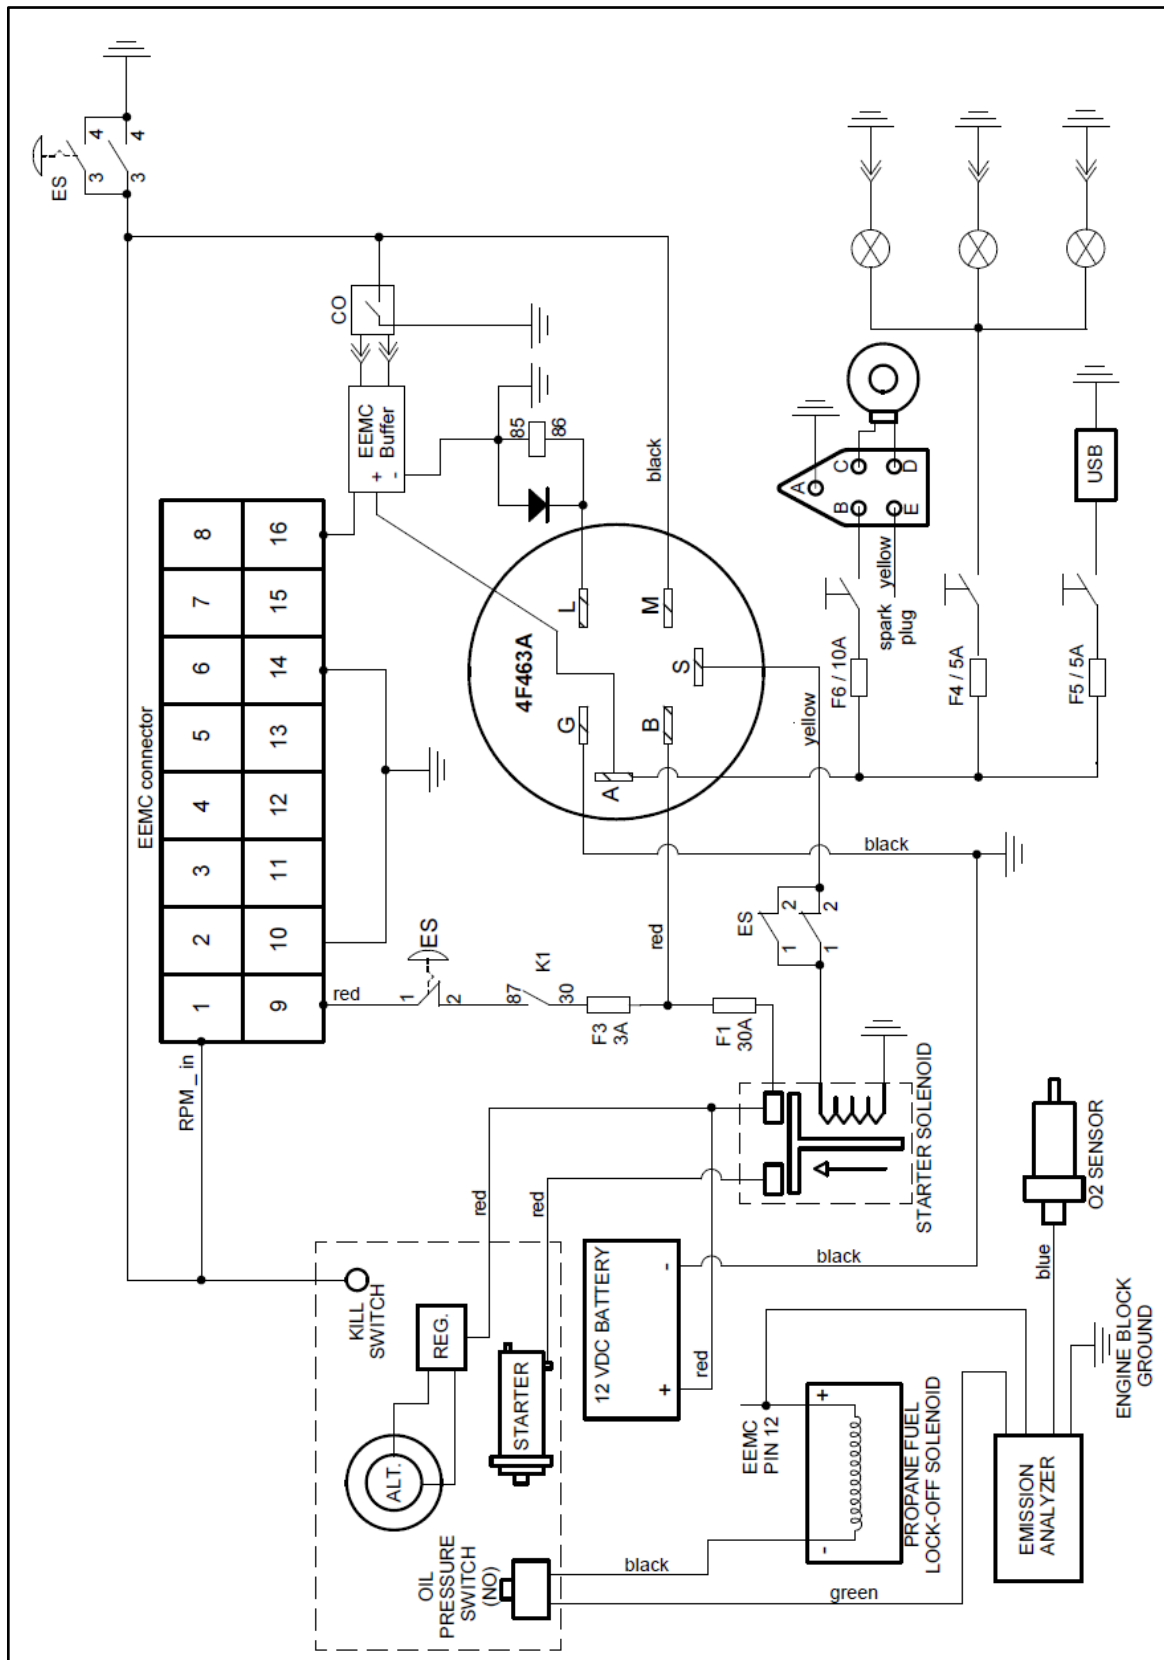 ES
3
4
3
4
CO
EEMC
Buffer
+
-
85
86
black
EEMC connector
1
2
3
4
5
6
7
8
9
10
11
12
13
14
15
16
RPM_in
red
1
2
ES
87
30
K1
F3
3A
F1
30A
red
4F463A
L
M
S
G
B
A
yellow
black
ES
1
2
1
2
A
B
C
D
E
yellow
spark
plug
F6 / 10A
F4 / 5A
F5 / 5A
USB
STARTER SOLENOID
KILL
SWITCH
REG.
ALT.
STARTER
red
red
OIL
PRESSURE
SWITCH
(NO)
12 VDC BATTERY
+
-
red
black
black
green
EEMC
PIN 12
+
-
PROPANE FUEL
LOCK-OFF SOLENOID
EMISSION
ANALYZER
blue
O2 SENSOR
ENGINE BLOCK
GROUND